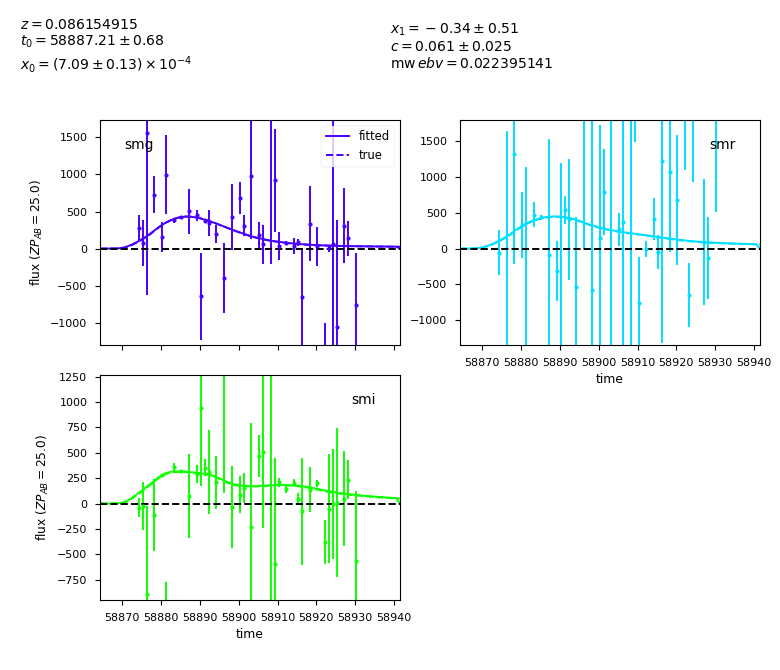 z = 0.086154915
t₀ = 58887.21 ± 0.68
x₀ = (7.09 ± 0.13) × 10⁻⁴
x₁ = −0.34 ± 0.51
c = 0.061 ± 0.025
mw ebv = 0.022395141
smg
fitted
true
1500
1000
500
0
−500
−1000
flux (ZP_AB = 25.0)
smr
1500
1000
500
0
−500
−1000
58870 58880 58890 58900 58910 58920 58930 58940
time
smi
1250
1000
750
500
250
0
−250
−500
−750
flux (ZP_AB = 25.0)
58870 58880 58890 58900 58910 58920 58930 58940
time